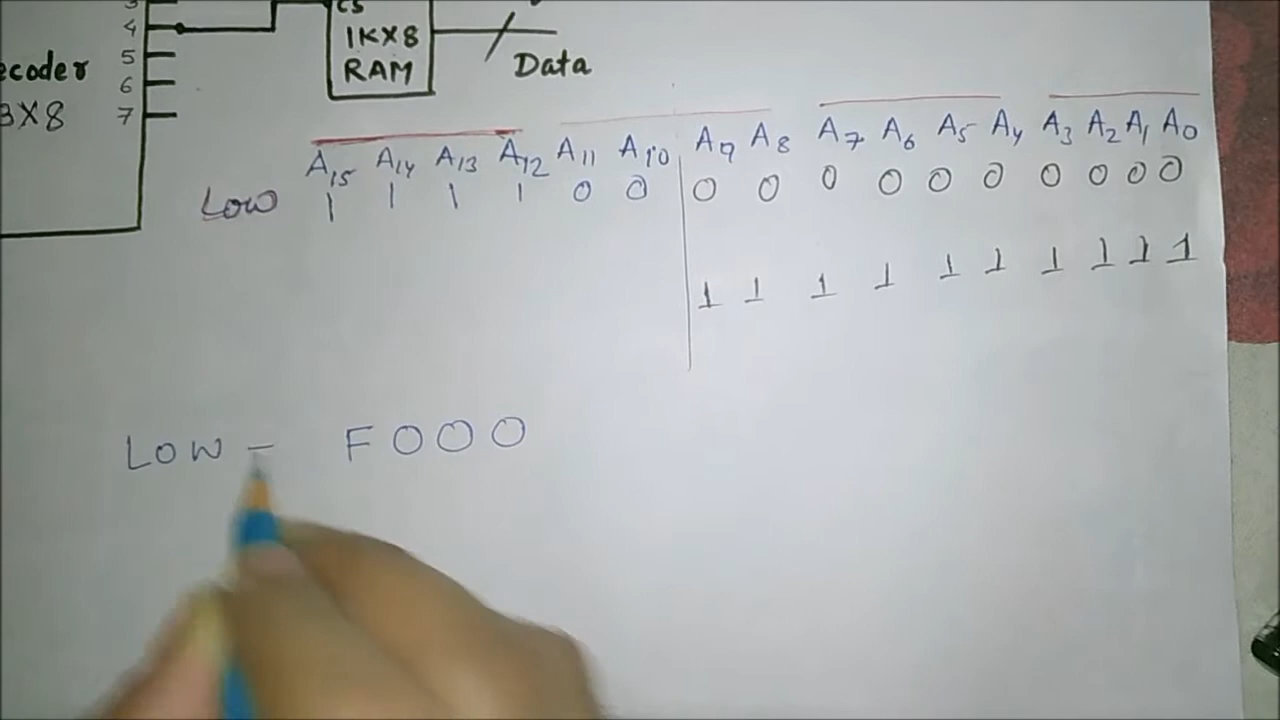 3
4
5
6
7
ecoder
3X8
CS
1KX8
RAM
Data
A15 A14 A13 A12 A11 A10 A9 A8 A7 A6 A5 A4 A3 A2 A1 A0
Low 1 1 1 1 0 0 0 0 0 0 0 0 0 0 0 0
1 1 1 1 1 1 1 1 1 1
LOW - F000